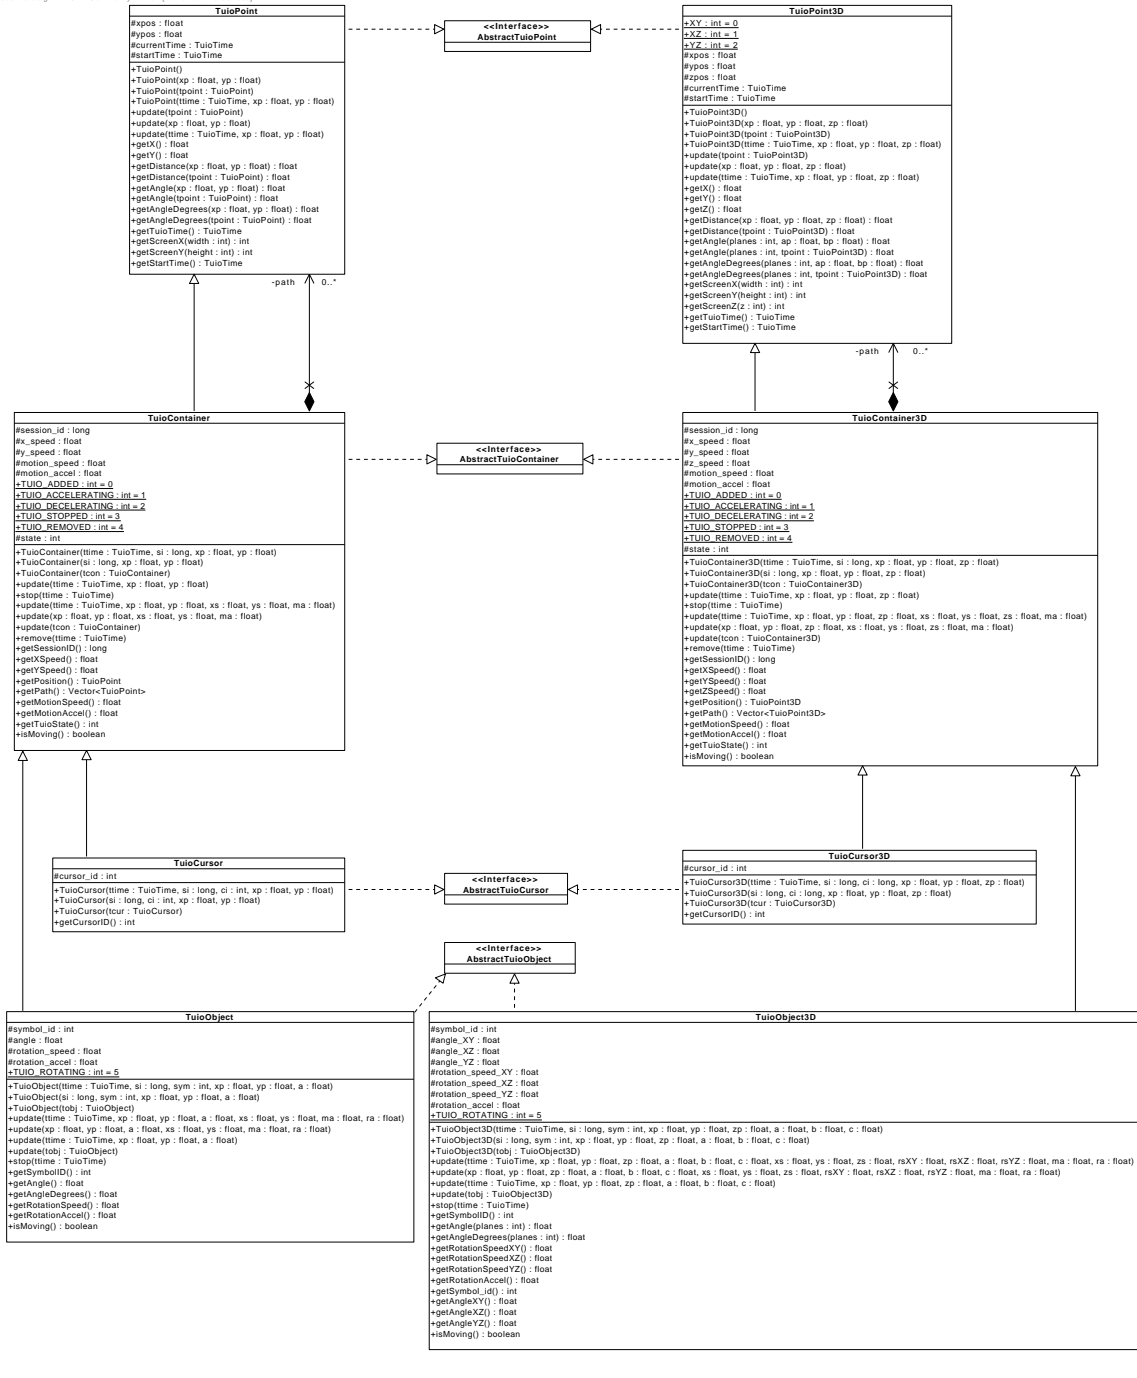 TuioPoint
#xpos : float
#ypos : float
#currentTime : TuioTime
#startTime : TuioTime
+TuioPoint()
+TuioPoint(xp : float, yp : float)
+TuioPoint(tpoint : TuioPoint)
+TuioPoint(ttime : TuioTime, xp : float, yp : float)
+update(tpoint : TuioPoint)
+update(xp : float, yp : float)
+update(ttime : TuioTime, xp : float, yp : float)
+getX() : float
+getY() : float
+getDistance(xp : float, yp : float) : float
+getDistance(tpoint : TuioPoint) : float
+getAngle(xp : float, yp : float) : float
+getAngle(tpoint : TuioPoint) : float
+getAngleDegrees(xp : float, yp : float) : float
+getAngleDegrees(tpoint : TuioPoint) : float
+getTuioTime() : TuioTime
+getScreenX(width : int) : int
+getScreenY(height : int) : int
+getStartTime() : TuioTime
<<Interface>>
AbstractTuioPoint
TuioPoint3D
+XY : int = 0
+XZ : int = 1
+YZ : int = 2
#xpos : float
#ypos : float
#zpos : float
#currentTime : TuioTime
#startTime : TuioTime
+TuioPoint3D()
+TuioPoint3D(xp : float, yp : float, zp : float)
+TuioPoint3D(tpoint : TuioPoint3D)
+TuioPoint3D(ttime : TuioTime, xp : float, yp : float, zp : float)
+update(tpoint : TuioPoint3D)
+update(xp : float, yp : float, zp : float)
+update(ttime : TuioTime, xp : float, yp : float, zp : float)
+getX() : float
+getY() : float
+getZ() : float
+getDistance(xp : float, yp : float, zp : float) : float
+getDistance(tpoint : TuioPoint3D) : float
+getAngle(planes : int, ap : float, bp : float) : float
+getAngle(planes : int, tpoint : TuioPoint3D) : float
+getAngleDegrees(planes : int, ap : float, bp : float) : float
+getAngleDegrees(planes : int, tpoint : TuioPoint3D) : float
+getScreenX(width : int) : int
+getScreenY(height : int) : int
+getScreenZ(z : int) : int
+getTuioTime() : TuioTime
+getStartTime() : TuioTime
-path 0..*
-path 0..*
TuioContainer
#session_id : long
#x_speed : float
#y_speed : float
#motion_speed : float
#motion_accel : float
+TUIO_ADDED : int = 0
+TUIO_ACCELERATING : int = 1
+TUIO_DECELERATING : int = 2
+TUIO_STOPPED : int = 3
+TUIO_REMOVED : int = 4
#state : int
+TuioContainer(ttime : TuioTime, si : long, xp : float, yp : float)
+TuioContainer(si : long, xp : float, yp : float)
+TuioContainer(tcon : TuioContainer)
+update(ttime : TuioTime, xp : float, yp : float)
+stop(ttime : TuioTime)
+update(ttime : TuioTime, xp : float, yp : float, xs : float, ys : float, ma : float)
+update(xp : float, yp : float, xs : float, ys : float, ma : float)
+update(tcon : TuioContainer)
+remove(ttime : TuioTime)
+getSessionID() : long
+getXSpeed() : float
+getYSpeed() : float
+getPosition() : TuioPoint
+getPath() : Vector<TuioPoint>
+getMotionSpeed() : float
+getMotionAccel() : float
+getTuioState() : int
+isMoving() : boolean
<<Interface>>
AbstractTuioContainer
TuioContainer3D
#session_id : long
#x_speed : float
#y_speed : float
#z_speed : float
#motion_speed : float
#motion_accel : float
+TUIO_ADDED : int = 0
+TUIO_ACCELERATING : int = 1
+TUIO_DECELERATING : int = 2
+TUIO_STOPPED : int = 3
+TUIO_REMOVED : int = 4
#state : int
+TuioContainer3D(ttime : TuioTime, si : long, xp : float, yp : float, zp : float)
+TuioContainer3D(si : long, xp : float, yp : float, zp : float)
+TuioContainer3D(tcon : TuioContainer3D)
+update(ttime : TuioTime, xp : float, yp : float, zp : float)
+stop(ttime : TuioTime)
+update(ttime : TuioTime, xp : float, yp : float, zp : float, xs : float, ys : float, zs : float, ma : float)
+update(xp : float, yp : float, zp : float, xs : float, ys : float, zs : float, ma : float)
+update(tcon : TuioContainer3D)
+remove(ttime : TuioTime)
+getSessionID() : long
+getXSpeed() : float
+getYSpeed() : float
+getZSpeed() : float
+getPosition() : TuioPoint3D
+getPath() : Vector<TuioPoint3D>
+getMotionSpeed() : float
+getMotionAccel() : float
+getTuioState() : int
+isMoving() : boolean
TuioCursor
#cursor_id : int
+TuioCursor(ttime : TuioTime, si : long, ci : int, xp : float, yp : float)
+TuioCursor(si : long, ci : int, xp : float, yp : float)
+TuioCursor(tcur : TuioCursor)
+getCursorID() : int
<<Interface>>
AbstractTuioCursor
TuioCursor3D
#cursor_id : int
+TuioCursor3D(ttime : TuioTime, si : long, ci : long, xp : float, yp : float, zp : float)
+TuioCursor3D(si : long, ci : long, xp : float, yp : float, zp : float)
+TuioCursor3D(tcur : TuioCursor3D)
+getCursorID() : int
<<Interface>>
AbstractTuioObject
TuioObject
#symbol_id : int
#angle : float
#rotation_speed : float
#rotation_accel : float
+TUIO_ROTATING : int = 5
+TuioObject(ttime : TuioTime, si : long, sym : int, xp : float, yp : float, a : float)
+TuioObject(si : long, sym : int, xp : float, yp : float, a : float)
+TuioObject(tobj : TuioObject)
+update(ttime : TuioTime, xp : float, yp : float, a : float, xs : float, ys : float, ma : float, ra : float)
+update(xp : float, yp : float, a : float, xs : float, ys : float, ma : float, ra : float)
+update(ttime : TuioTime, xp : float, yp : float, a : float)
+update(tobj : TuioObject)
+stop(ttime : TuioTime)
+getSymbolID() : int
+getAngle() : float
+getAngleDegrees() : float
+getRotationSpeed() : float
+getRotationAccel() : float
+isMoving() : boolean
TuioObject3D
#symbol_id : int
#angle_XY : float
#angle_XZ : float
#angle_YZ : float
#rotation_speed_XY : float
#rotation_speed_XZ : float
#rotation_speed_YZ : float
#rotation_accel : float
+TUIO_ROTATING : int = 5
+TuioObject3D(ttime : TuioTime, si : long, sym : int, xp : float, yp : float, zp : float, a : float, b : float, c : float)
+TuioObject3D(si : long, sym : int, xp : float, yp : float, zp : float, a : float, b : float, c : float)
+TuioObject3D(tobj : TuioObject3D)
+update(ttime : TuioTime, xp : float, yp : float, zp : float, a : float, b : float, c : float, xs : float, ys : float, zs : float, rsXY : float, rsXZ : float, rsYZ : float, ma : float, ra : float)
+update(xp : float, yp : float, zp : float, a : float, b : float, c : float, xs : float, ys : float, zs : float, rsXY : float, rsXZ : float, rsYZ : float, ma : float, ra : float)
+update(ttime : TuioTime, xp : float, yp : float, zp : float, a : float, b : float, c : float)
+update(tobj : TuioObject3D)
+stop(ttime : TuioTime)
+getSymbolID() : int
+getAngle(planes : int) : float
+getAngleDegrees(planes : int) : float
+getRotationSpeedXY() : float
+getRotationSpeedXZ() : float
+getRotationSpeedYZ() : float
+getRotationAccel() : float
+getSymbol_id() : int
+getAngleXY() : float
+getAngleXZ() : float
+getAngleYZ() : float
+isMoving() : boolean